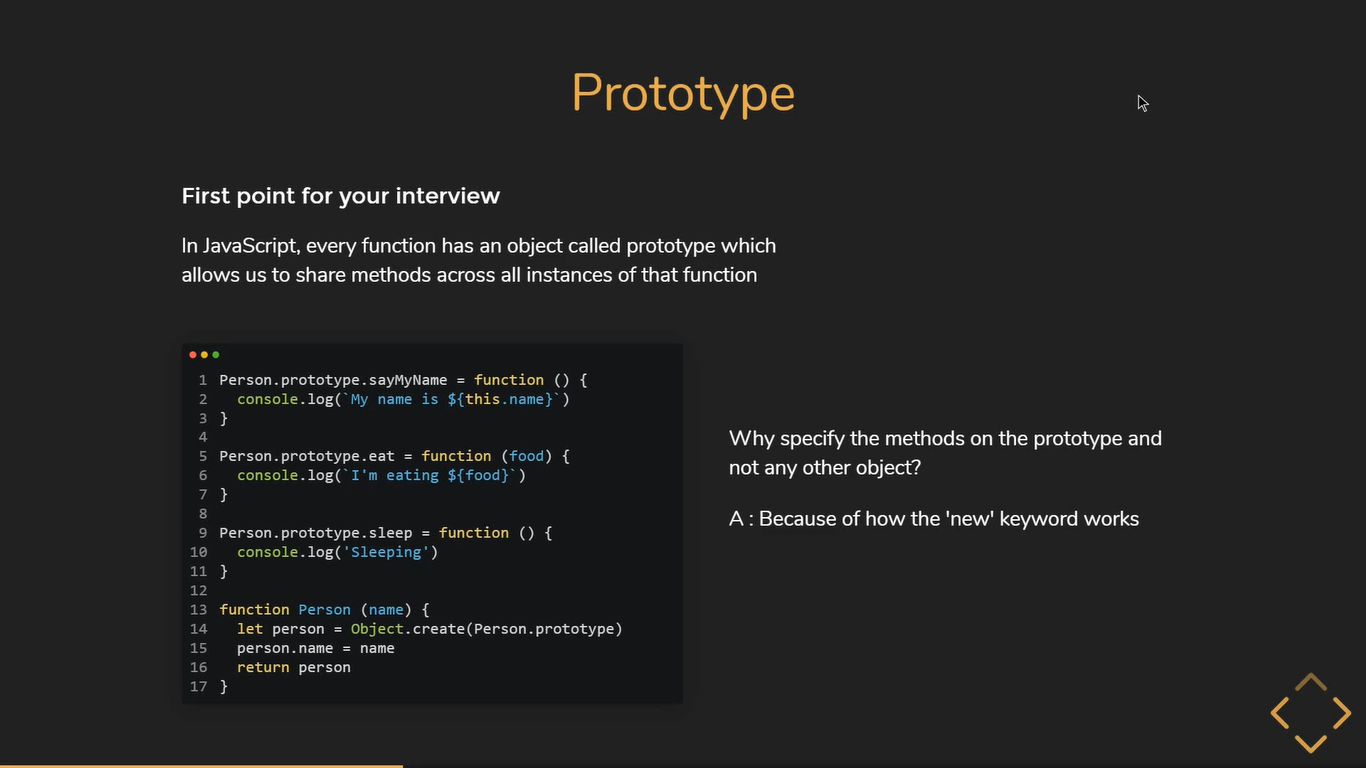 Prototype
First point for your interview
In JavaScript, every function has an object called prototype which
allows us to share methods across all instances of that function
1 Person.prototype.sayMyName = function () {
2   console.log(`My name is ${this.name}`)
3 }
4
5 Person.prototype.eat = function (food) {
6   console.log(`I'm eating ${food}`)
7 }
8
9 Person.prototype.sleep = function () {
10   console.log('Sleeping')
11 }
12
13 function Person (name) {
14   let person = Object.create(Person.prototype)
15   person.name = name
16   return person
17 }
Why specify the methods on the prototype and
not any other object?
A : Because of how the 'new' keyword works